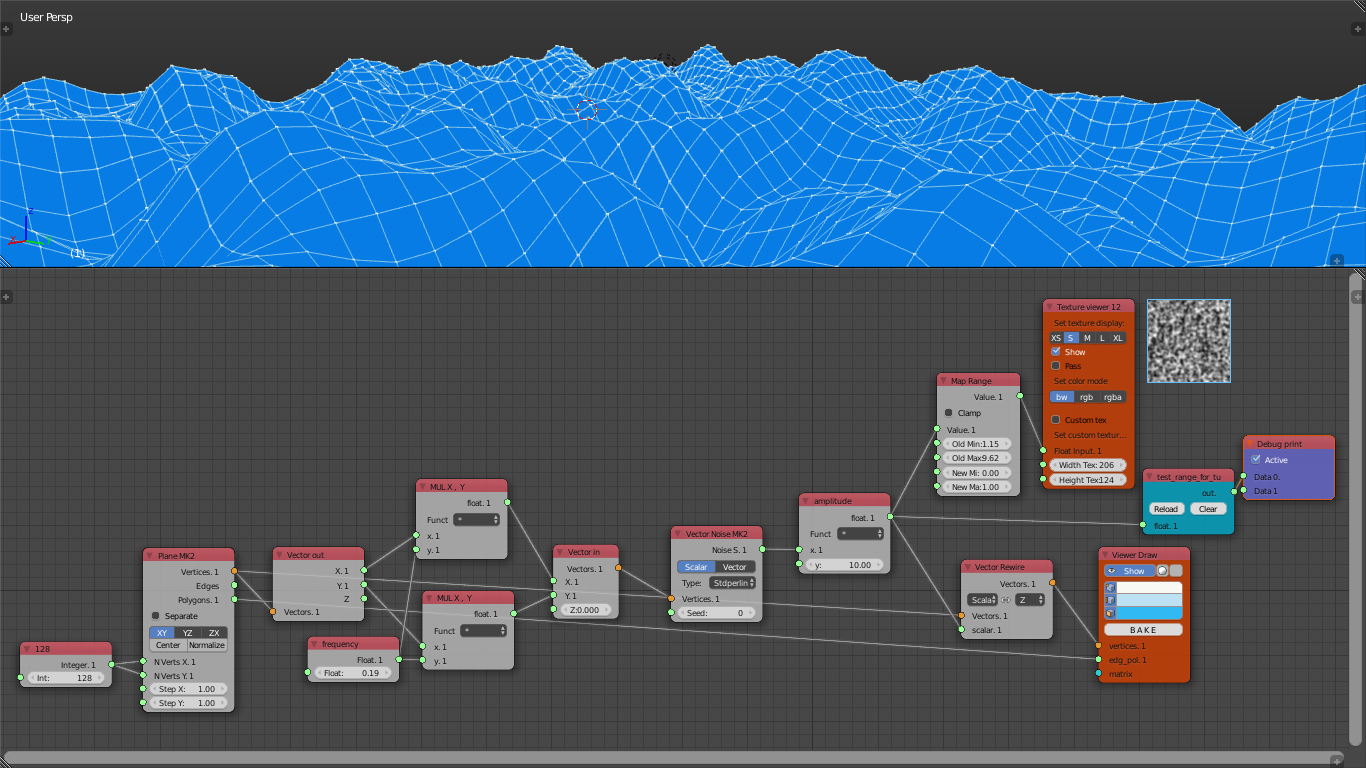 User Persp
Z
(1)
Texture viewer 12
Set texture display:
XS S M L XL
Show
Pass
Set color mode
bw rgb rgba
Custom tex
Set custom textur...
Float Input. 1
Width Tex: 206
Height Tex:124
Map Range
Value. 1
Clamp
Value. 1
Old Min:1.15
Old Max:9.62
New Mi: 0.00
New Ma:1.00
Debug print
Active
Data 0.
Data 1
test_range_for_tu
out.
Reload Clear
float. 1
MUL X , Y
float. 1
Funct *
x. 1
y. 1
amplitude
float. 1
Funct *
x. 1
y: 10.00
Vector Noise MK2
Noise S. 1
Scalar Vector
Type: Stdperlin
Vertices. 1
Seed: 0
Vector in
Vectors. 1
X. 1
Y. 1
Z:0.000
Plane MK2
Vertices. 1
Edges
Polygons. 1
Separate
XY YZ ZX
Center Normalize
N Verts X. 1
N Verts Y. 1
Step X: 1.00
Step Y: 1.00
Vector out
X. 1
Y. 1
Z
Vectors. 1
MUL X , Y
float. 1
Funct *
x. 1
y. 1
frequency
Float. 1
Float: 0.19
128
Integer. 1
Int: 128
Vector Rewire
Vectors. 1
Scala Z
Vectors. 1
scalar. 1
Viewer Draw
Show
BAKE
vertices. 1
edg_pol. 1
matrix